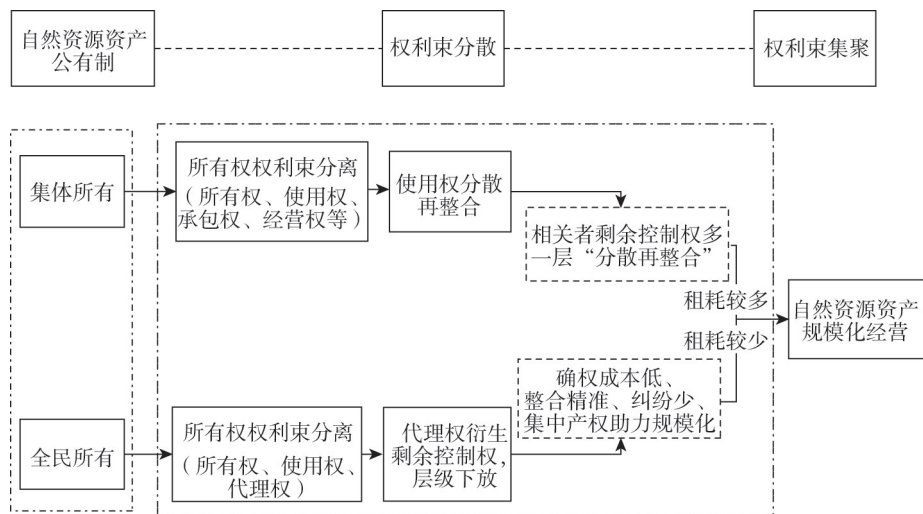 自然资源资产
公有制
权利束分散
权利束集聚
集体所有
所有权权利束分离
（所有权、使用权、
承包权、经营权等）
使用权分散
再整合
相关者剩余控制权多
一层“分散再整合”
租耗较多
租耗较少
自然资源资产
规模化经营
确权成本低、
整合精准、纠纷少、
集中产权助力规模化
全民所有
所有权权利束分离
（所有权、使用权、
代理权）
代理权衍生
剩余控制权，
层级下放